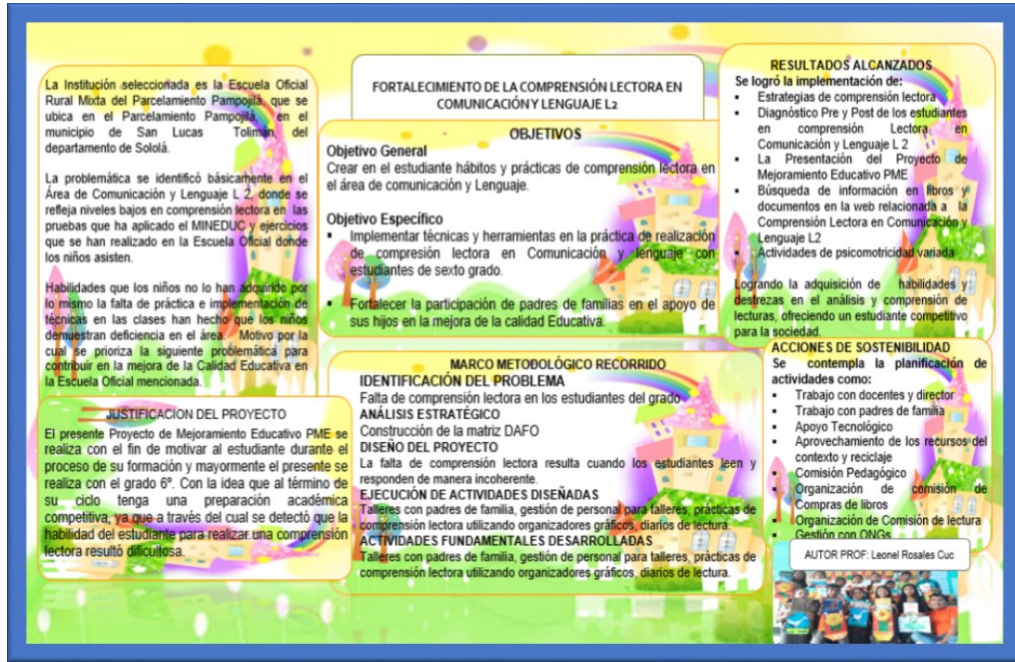 La Institución seleccionada es la Escuela Oficial
Rural Mixta del Parcelamiento Pampojilá, que se
ubica en el Parcelamiento Pampojilá, en el
municipio de San Lucas Tolimán, del
departamento de Sololá.
La problemática se identificó básicamente en el
Área de Comunicación y Lenguaje L 2, donde se
refleja niveles bajos en comprensión lectora en las
pruebas que ha aplicado el MINEDUC y ejercicios
que se han realizado en la Escuela Oficial donde
los niños asisten.
Habilidades que los niños no lo han adquirido por
lo mismo la falta de práctica e implementación de
técnicas en las clases han hecho que los niños
demuestran deficiencia en el área. Motivo por la
cual se prioriza la siguiente problemática para
contribuir en la mejora de la Calidad Educativa en
la Escuela Oficial mencionada.
JUSTIFICACION DEL PROYECTO
El presente Proyecto de Mejoramiento Educativo PME se
realiza con el fin de motivar al estudiante durante el
proceso de su formación y mayormente el presente se
realiza con el grado 6º. Con la idea que al término de
su ciclo tenga una preparación académica
competitiva, ya que a través del cual se detectó que la
habilidad del estudiante para realizar una comprensión
lectora resultó dificultosa.
FORTALECIMIENTO DE LA COMPRENSIÓN LECTORA EN
COMUNICACIÓN Y LENGUAJE L2
OBJETIVOS
Objetivo General
Crear en el estudiante hábitos y prácticas de comprensión lectora en
el área de comunicación y Lenguaje.
Objetivo Específico
▪ Implementar técnicas y herramientas en la práctica de realización
de compresión lectora en Comunicación y lenguaje con
estudiantes de sexto grado.
▪ Fortalecer la participación de padres de familias en el apoyo de
sus hijos en la mejora de la calidad Educativa.
MARCO METODOLÓGICO RECORRIDO
IDENTIFICACIÓN DEL PROBLEMA
Falta de comprensión lectora en los estudiantes del grado
ANÁLISIS ESTRATÉGICO
Construcción de la matriz DAFO
DISEÑO DEL PROYECTO
La falta de comprensión lectora resulta cuando los estudiantes leen y
responden de manera incoherente.
EJECUCIÓN DE ACTIVIDADES DISEÑADAS
Talleres con padres de familia, gestión de personal para talleres, prácticas de
comprensión lectora utilizando organizadores gráficos, diarios de lectura.
ACTIVIDADES FUNDAMENTALES DESARROLLADAS
Talleres con padres de familia, gestión de personal para talleres, prácticas de
comprensión lectora utilizando organizadores gráficos, diarios de lectura.
RESULTADOS ALCANZADOS
Se logró la implementación de:
▪ Estrategias de comprensión lectora
▪ Diagnóstico Pre y Post de los estudiantes
en comprensión Lectora en
Comunicación y Lenguaje L 2
▪ La Presentación del Proyecto de
Mejoramiento Educativo PME
▪ Búsqueda de información en libros y
documentos en la web relacionada a la
Comprensión Lectora en Comunicación y
Lenguaje L2
▪ Actividades de psicomotricidad variada
Logrando la adquisición de habilidades y
destrezas en el análisis y comprensión de
lecturas, ofreciendo un estudiante competitivo
para la sociedad.
ACCIONES DE SOSTENIBILIDAD
Se contempla la planificación de
actividades como:
▪ Trabajo con docentes y director
▪ Trabajo con padres de familia
▪ Apoyo Tecnológico
▪ Aprovechamiento de los recursos del
contexto y reciclaje
▪ Comisión Pedagógico
▪ Organización de comisión de
Compras de libros
▪ Organización de Comisión de lectura
▪ Gestión con ONGs
AUTOR PROF: Leonel Rosales Cuc